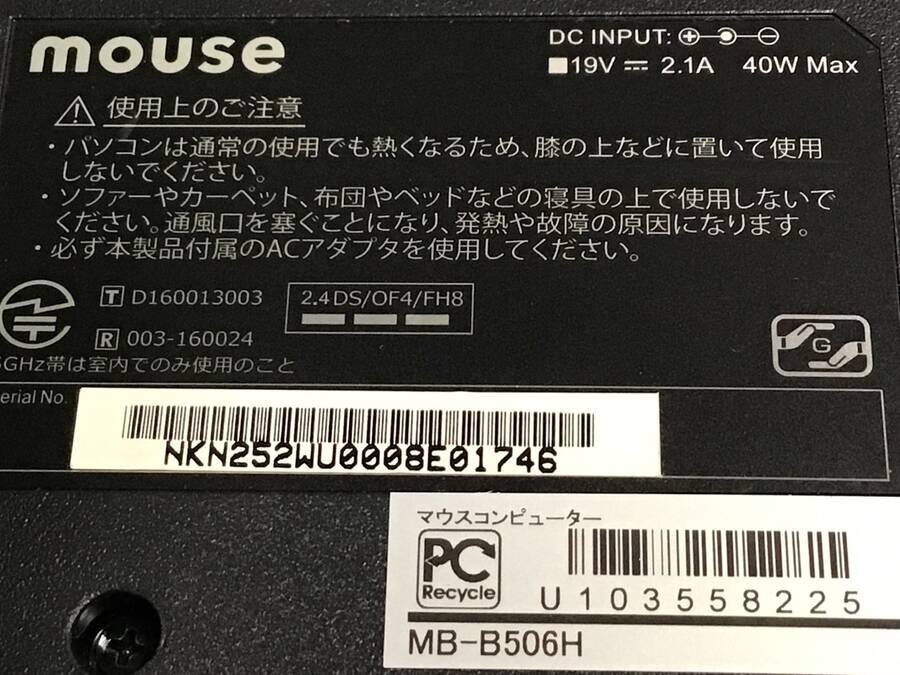 mouse
DC INPUT:
19V 2.1A 40W Max
使用上のご注意
・パソコンは通常の使用でも熱くなるため、膝の上などに置いて使用
しないでください。
・ソファーやカーペット、布団やベッドなどの寝具の上で使用しないで
ください。通風口を塞ぐことになり、発熱や故障の原因になります。
・必ず本製品付属のACアダプタを使用してください。
T D160013003
2.4DS/OF4/FH8
R 003-160024
5GHz帯は室内でのみ使用のこと
G
erial No.
NKN252WU0008E01746
マウスコンピューター
PC
Recycle
U103558225
MB-B506H